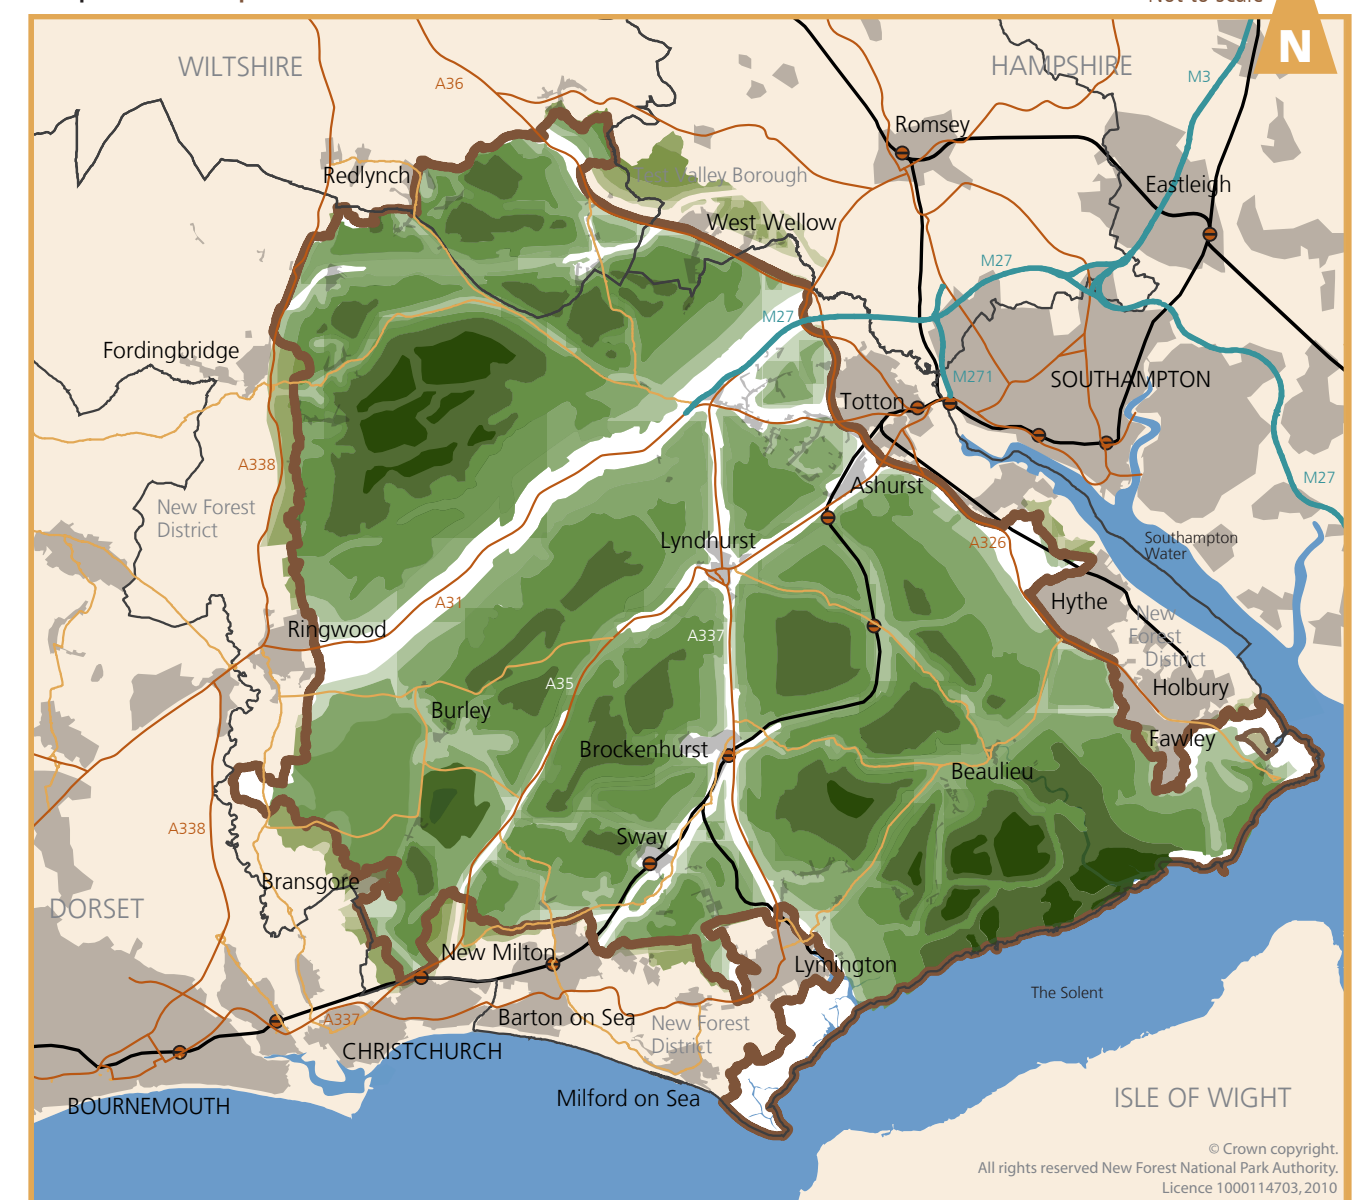 WILTSHIRE
HAMPSHIRE
N
A36
M3
Romsey
Redlynch
Test Valley Borough
Eastleigh
West Wellow
M27
M27
Fordingbridge
M271
SOUTHAMPTON
Totton
A338
Ashurst
M27
New Forest
District
Lyndhurst
A326
Southampton
Water
A31
Hythe
Ringwood
A337
New
Forest
District
A35
Holbury
Burley
Brockenhurst
Fawley
Beaulieu
A338
Sway
Bransgore
DORSET
New Milton
Lymington
The Solent
A337
Barton on Sea
New Forest
District
CHRISTCHURCH
BOURNEMOUTH
Milford on Sea
ISLE OF WIGHT
© Crown copyright.
All rights reserved New Forest National Park Authority.
Licence 1000114703, 2010